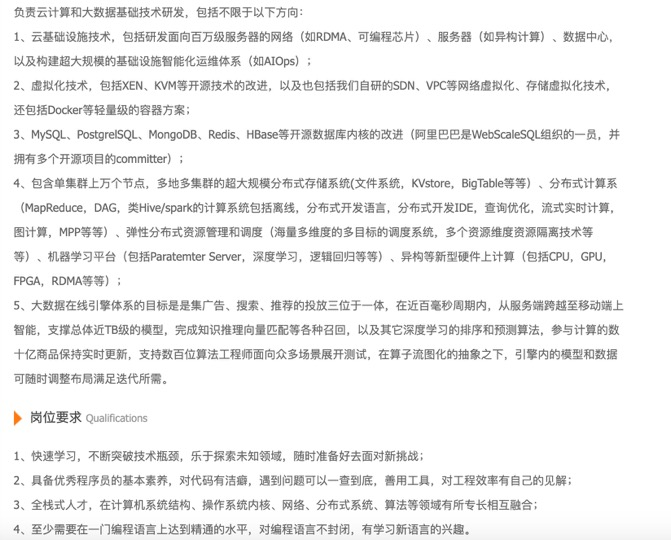 负责云计算和大数据基础技术研发，包括不限于以下方向：
1、云基础设施技术，包括研发面向百万级服务器的网络（如RDMA、可编程芯片）、服务器（如异构计算）、数据中心，
以及构建超大规模的基础设施智能化运维体系（如AIOps）；
2、虚拟化技术，包括XEN、KVM等开源技术的改进，以及也包括我们自研的SDN、VPC等网络虚拟化、存储虚拟化技术，
还包括Docker等轻量级的容器方案；
3、MySQL、PostgrelSQL、MongoDB、Redis、HBase等开源数据库内核的改进（阿里巴巴是WebScaleSQL组织的一员，并
拥有多个开源项目的committer）；
4、包含单集群上万个节点，多地多集群的超大规模分布式存储系统(文件系统，KVstore，BigTable等等）、分布式计算系
（MapReduce，DAG，类Hive/spark的计算系统包括离线，分布式开发语言，分布式开发IDE，查询优化，流式实时计算，
图计算，MPP等等）、弹性分布式资源管理和调度（海量多维度的多目标的调度系统，多个资源维度资源隔离技术等
等）、机器学习平台（包括Paratemter Server，深度学习，逻辑回归等等）、异构等新型硬件上计算（包括CPU，GPU，
FPGA，RDMA等等）；
5、大数据在线引擎体系的目标是是集广告、搜索、推荐的投放三位于一体，在近百毫秒周期内，从服务端跨越至移动端上
智能，支撑总体近TB级的模型，完成知识推理向量匹配等各种召回，以及其它深度学习的排序和预测算法，参与计算的数
十亿商品保持实时更新，支持数百位算法工程师面向众多场景展开测试，在算子流图化的抽象之下，引擎内的模型和数据
可随时调整布局满足迭代所需。
岗位要求 Qualifications
1、快速学习，不断突破技术瓶颈，乐于探索未知领域，随时准备好去面对新挑战；
2、具备优秀程序员的基本素养，对代码有洁癖，遇到问题可以一查到底，善用工具，对工程效率有自己的见解；
3、全栈式人才，在计算机系统结构、操作系统内核、网络、分布式系统、算法等领域有所专长相互融合；
4、至少需要在一门编程语言上达到精通的水平，对编程语言不封闭，有学习新语言的兴趣。